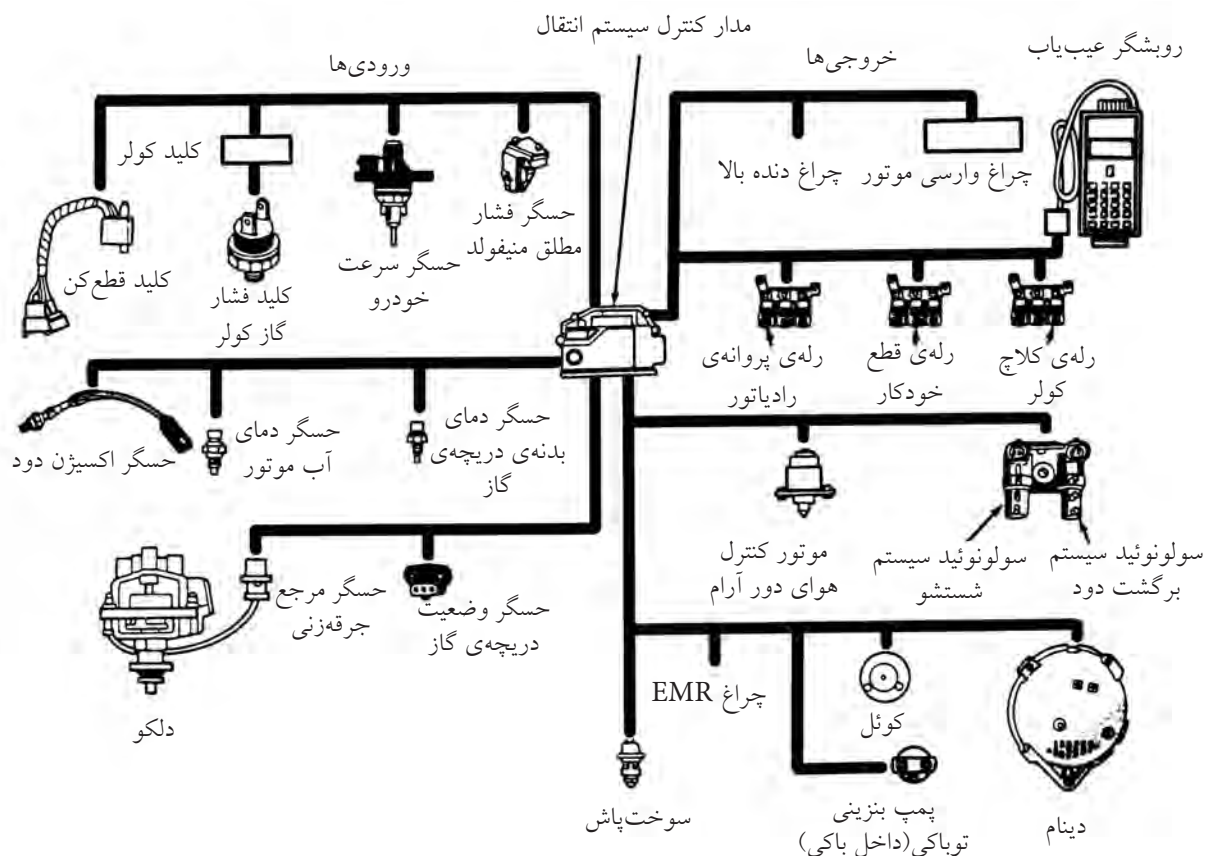 مدار کنترل سیستم انتقال
روبشگر عیب‌یاب
خروجی‌ها
ورودی‌ها
کلید کولر
چراغ وارسی موتور
چراغ دنده بالا
حسگر فشار
مطلق منیفولد
حسگر سرعت
خودرو
کلید فشار
گاز کولر
کلید قطع‌کن
رله‌ی کلاچ
کولر
رله‌ی قطع
خودکار
رله‌ی پروانه‌ی
رادیاتور
حسگر دمای
بدنه‌ی دریچه‌ی
گاز
حسگر دمای
آب موتور
حسگر اکسیژن دود
سولونوئید سیستم
برگشت دود
سولونوئید سیستم
شستشو
موتور کنترل
هوای دور آرام
حسگر وضعیت
دریچه‌ی گاز
حسگر مرجع
جرقه‌زنی
دلکو
چراغ EMR
کوئل
سوخت‌پاش
پمپ بنزینی
توباکی(داخل باکی)
دینام